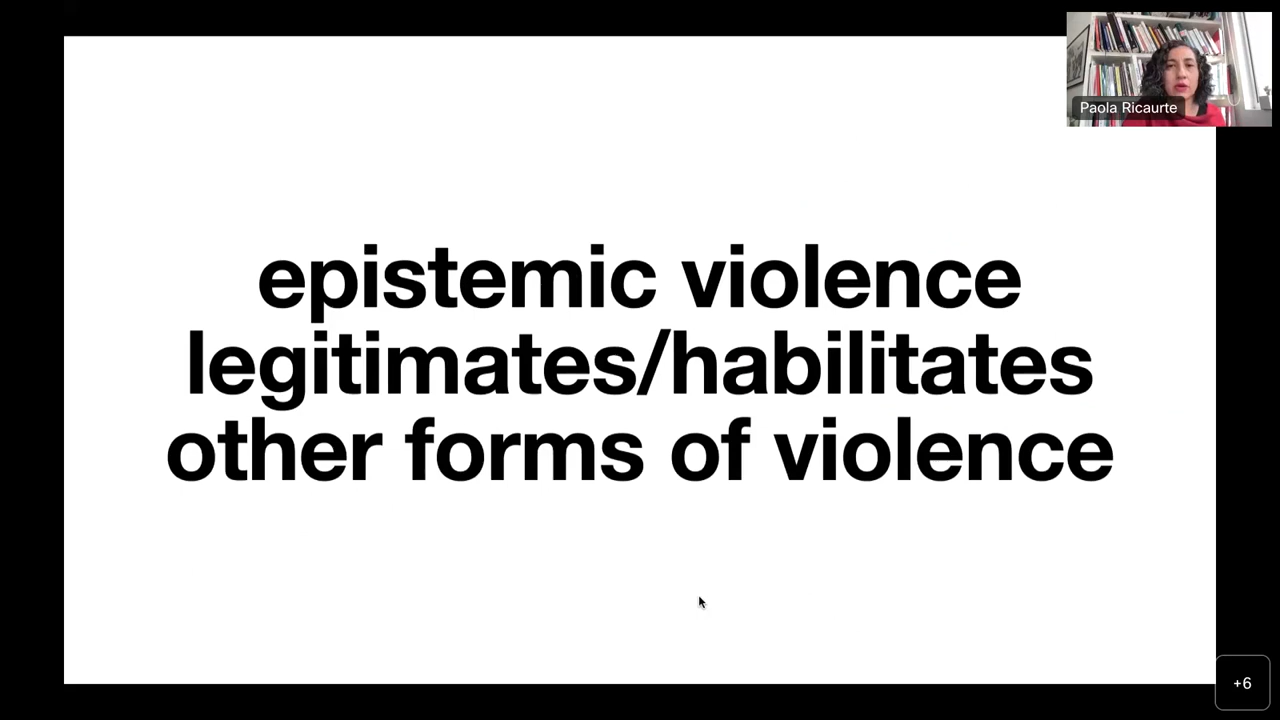 Paola Ricaurte
epistemic violence
legitimates/habilitates
other forms of violence
+6